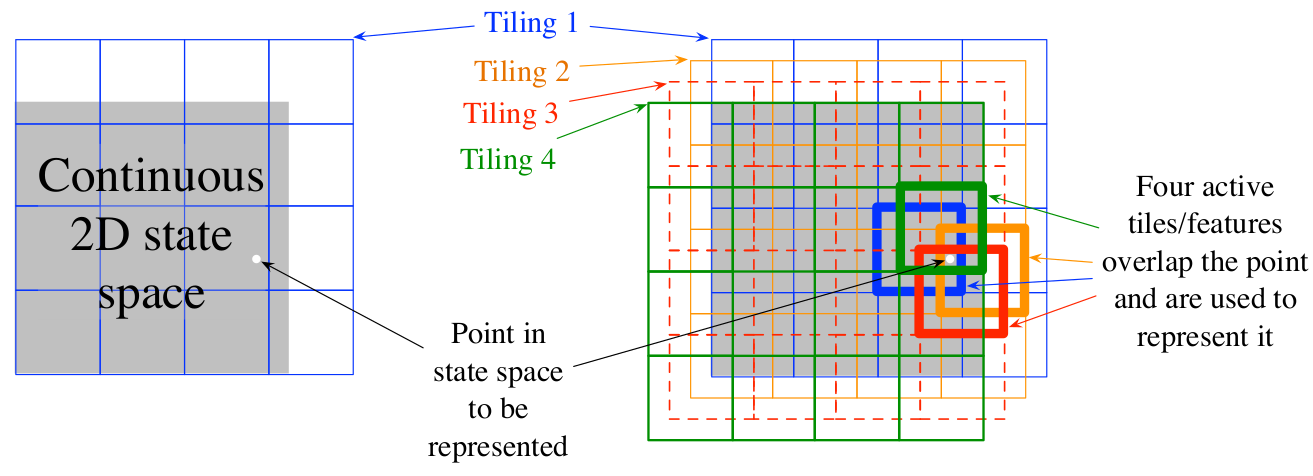 Tiling 1
Tiling 2
Tiling 3
Tiling 4
Continuous
2D state
space
Point in
state space
to be
represented
Four active
tiles/features
overlap the point
and are used to
represent it